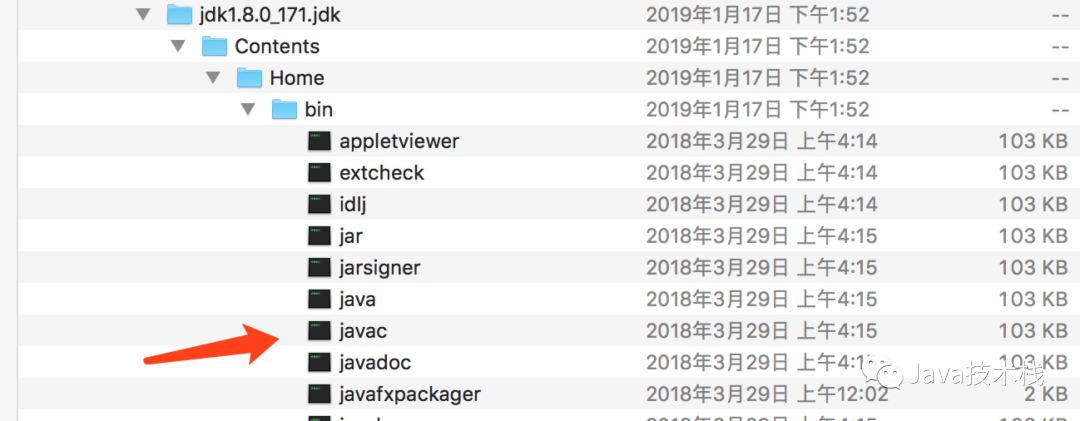 jdk1.8.0_171.jdk 2019年1月17日 下午1:52 --
Contents 2019年1月17日 下午1:52 --
Home 2019年1月17日 下午1:52 --
bin 2019年1月17日 下午1:52 --
appletviewer 2018年3月29日 上午4:14 103 KB
extcheck 2018年3月29日 上午4:14 103 KB
idlj 2018年3月29日 上午4:14 103 KB
jar 2018年3月29日 上午4:15 103 KB
jarsigner 2018年3月29日 上午4:15 103 KB
java 2018年3月29日 上午4:15 103 KB
javac 2018年3月29日 上午4:15 103 KB
javadoc 2018年3月29日 上午4:15 103 KB
javafxpackager 2018年3月29日 上午12:02 2 KB
Java技术栈